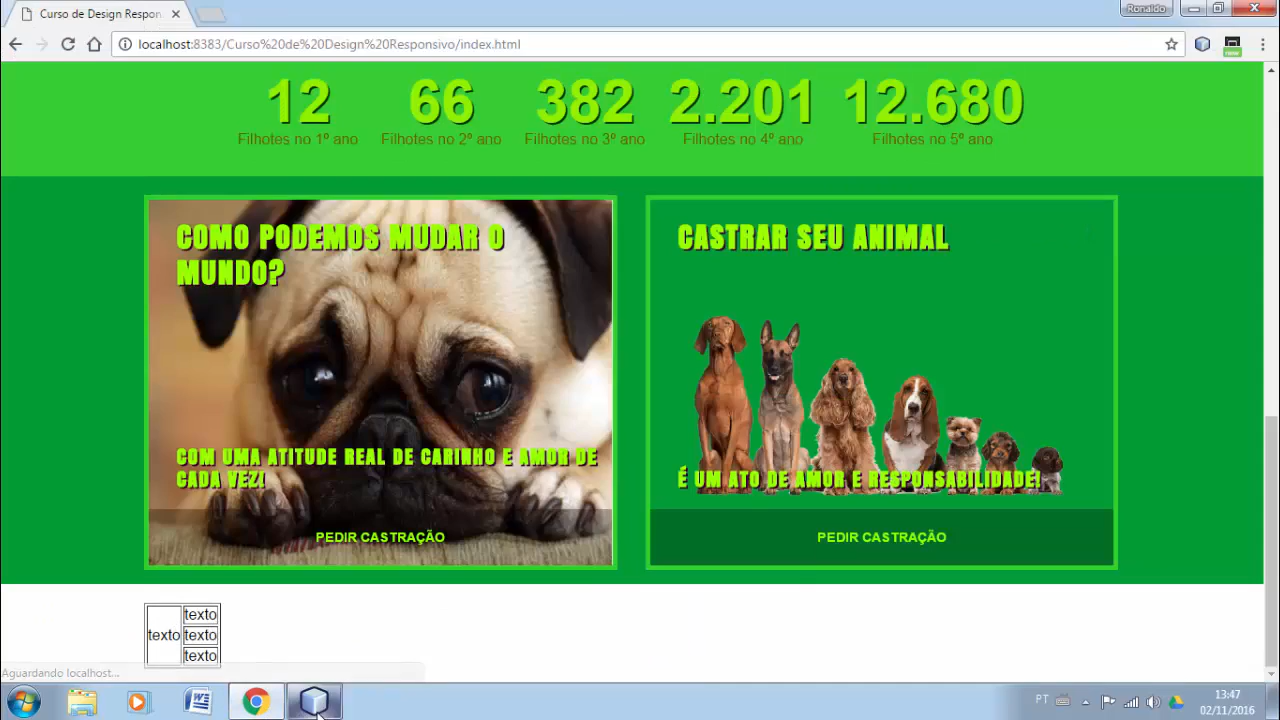 Curso de Design Respon
Ronaldo
localhost:8383/Curso%20de%20Design%20Responsivo/index.html
new
12 66 382 2.201 12.680
Filhotes no 1º ano Filhotes no 2º ano Filhotes no 3º ano Filhotes no 4º ano Filhotes no 5º ano
COMO PODEMOS MUDAR O
MUNDO?
COM UMA ATITUDE REAL DE CARINHO E AMOR DE
CADA VEZ!
PEDIR CASTRAÇÃO
CASTRAR SEU ANIMAL
É UM ATO DE AMOR E RESPONSABILIDADE!
PEDIR CASTRAÇÃO
texto
texto texto
texto
Aguardando localhost...
PT
13:47
02/11/2016